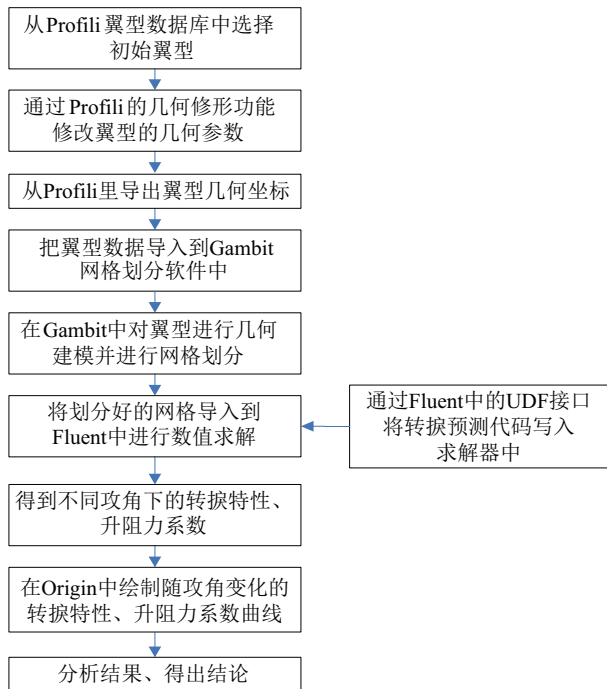 从Profili 翼型数据库中选择
初始翼型
通过 Profili 的几何修形功能
修改翼型的几何参数
从Profili里导出翼型几何坐标
把翼型数据导入到Gambit
网格划分软件中
在Gambit中对翼型进行几何
建模并进行网格划分
将划分好的网格导入到
Fluent中进行数值求解
通过Fluent中的UDF接口
将转捩预测代码写入
求解器中
得到不同攻角下的转捩特性、
升阻力系数
在Origin中绘制随攻角变化的
转捩特性、升阻力系数曲线
分析结果、得出结论